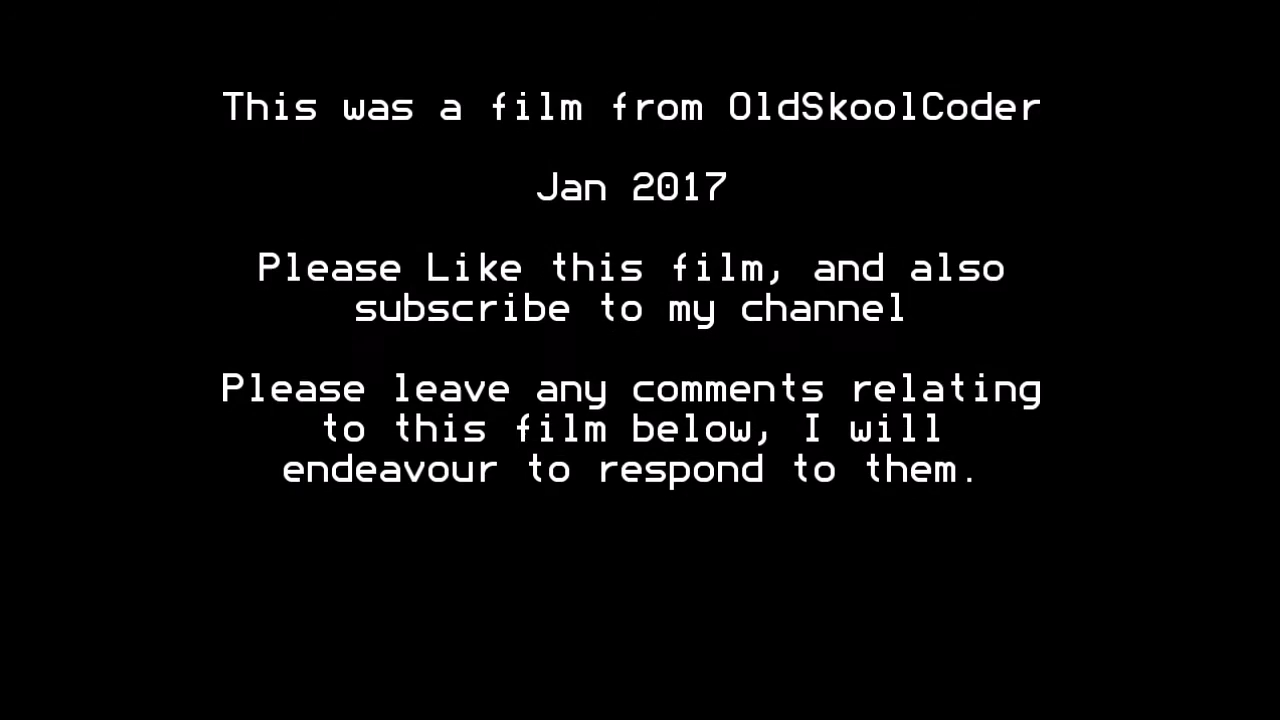 This was a film from OldSkoolCoder
Jan 2017
Please Like this film, and also
subscribe to my channel
Please leave any comments relating
to this film below, I will
endeavour to respond to them.